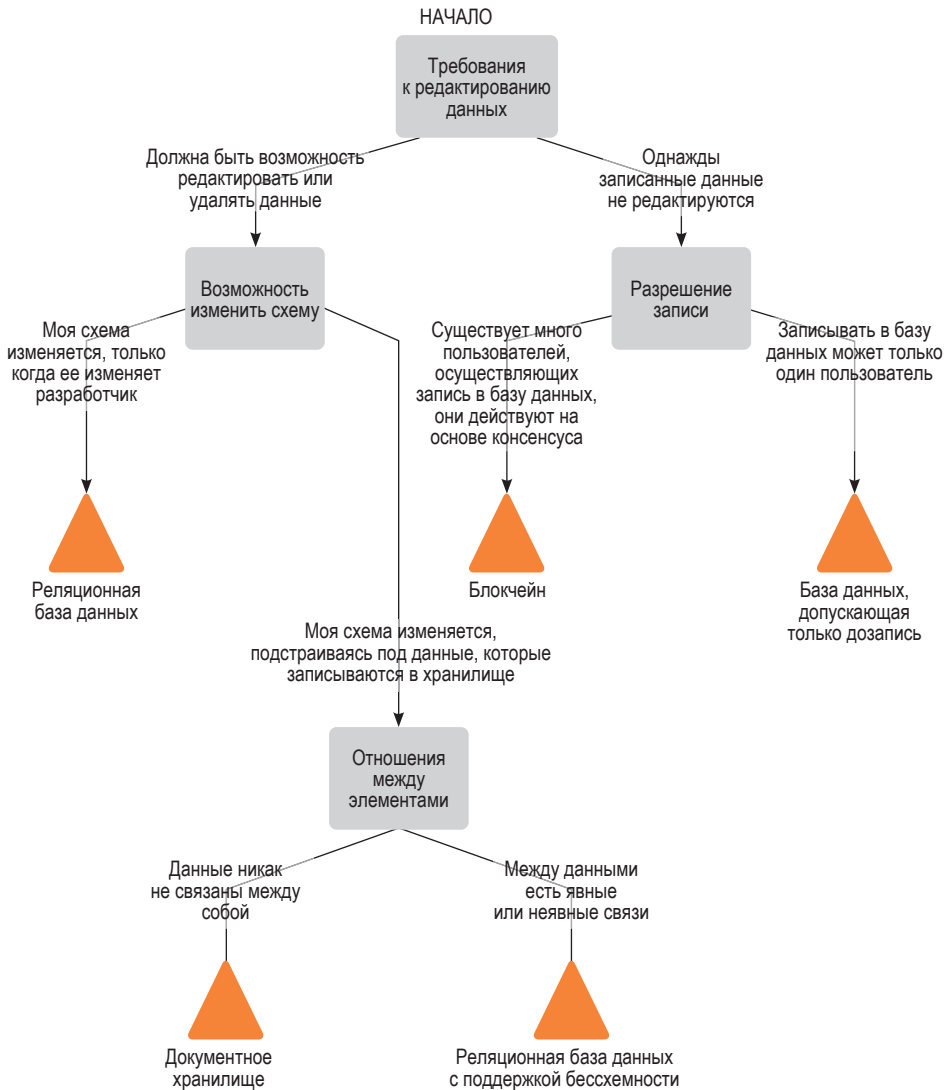 НАЧАЛО
Требования
к редактированию
данных
Должна быть возможность
редактировать или
удалять данные
Однажды
записанные данные
не редактируются
Возможность
изменить схему
Разрешение
записи
Моя схема
изменяется, только
когда ее изменяет
разработчик
Существует много
пользователей,
осуществляющих
запись в базу данных,
они действуют на
основе консенсуса
Записывать в базу
данных может только
один пользователь
Реляционная
база данных
Блокчейн
База данных,
допускающая
только дозапись
Моя схема изменяется,
подстраиваясь под данные, которые
записываются в хранилище
Отношения
между
элементами
Данные никак
не связаны между
собой
Между данными
есть явные
или неявные связи
Документное
хранилище
Реляционная база данных
с поддержкой бессхемности